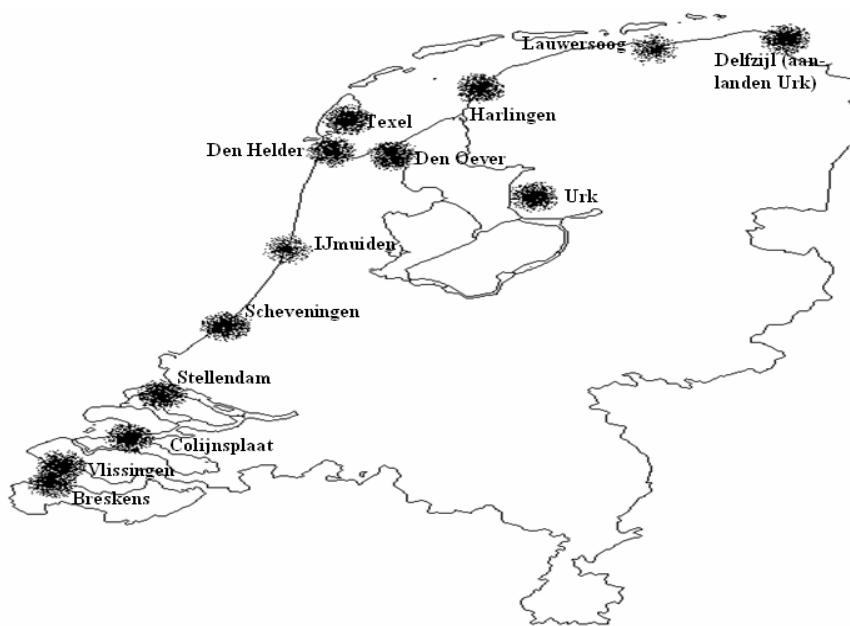 Lauwersoog
Delfzijl (aan-
landen Urk)
Harlingen
Texel
Den Helder
Den Oever
Urk
IJmuiden
Scheveningen
Stellendam
Colijnsplaat
Vlissingen
Breskens